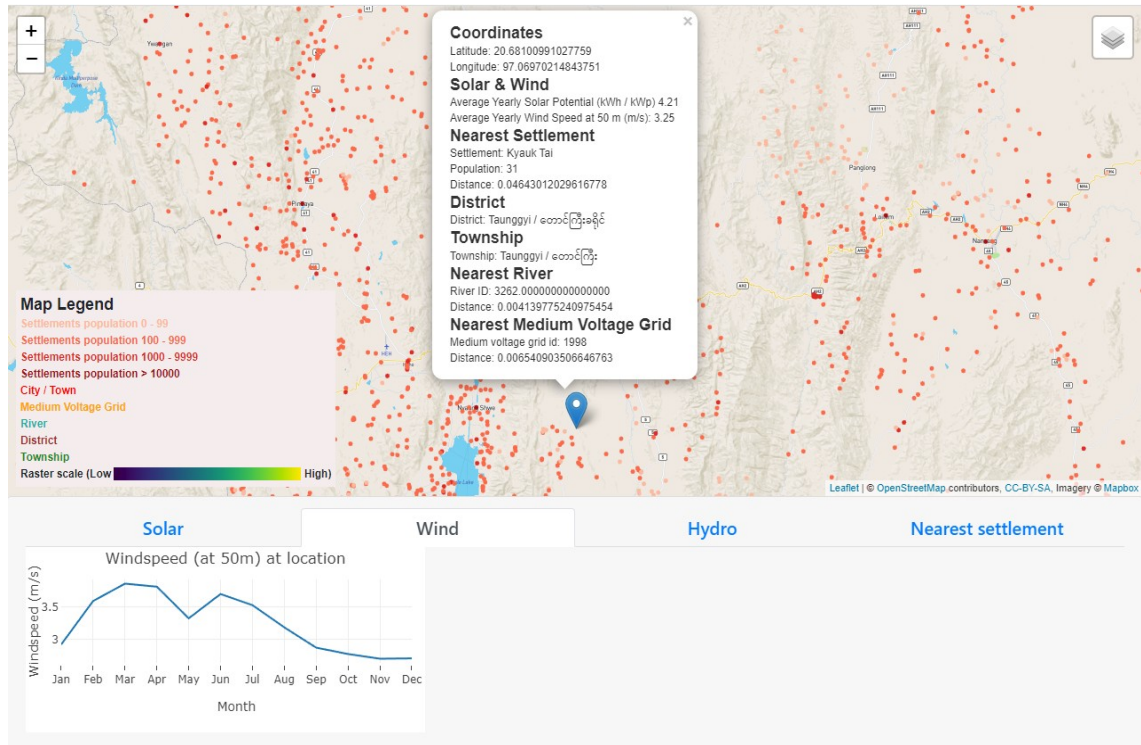 +
−
×
Coordinates
Latitude: 20.68100991027759
Longitude: 97.06970214843751
Solar & Wind
Average Yearly Solar Potential (kWh / kWp) 4.21
Average Yearly Wind Speed at 50 m (m/s): 3.25
Nearest Settlement
Settlement: Kyauk Tai
Population: 31
Distance: 0.04643012029616778
District
District: Taunggyi / တောင်ကြီးခရိုင်
Township
Township: Taunggyi / တောင်ကြီး
Nearest River
River ID: 3262.000000000000000
Distance: 0.004139775240975454
Nearest Medium Voltage Grid
Medium voltage grid id: 1998
Distance: 0.006540903506646763
Panglong
HEH
Map Legend
Settlements population 0 - 99
Settlements population 100 - 999
Settlements population 1000 - 9999
Settlements population > 10000
City / Town
Medium Voltage Grid
River
District
Township
Raster scale (Low High)
Leaflet | © OpenStreetMap contributors, CC-BY-SA, Imagery © Mapbox
Solar Wind Hydro Nearest settlement
Windspeed (at 50m) at location
Windspeed (m/s)
3.5
3
Jan Feb Mar Apr May Jun Jul Aug Sep Oct Nov Dec
Month